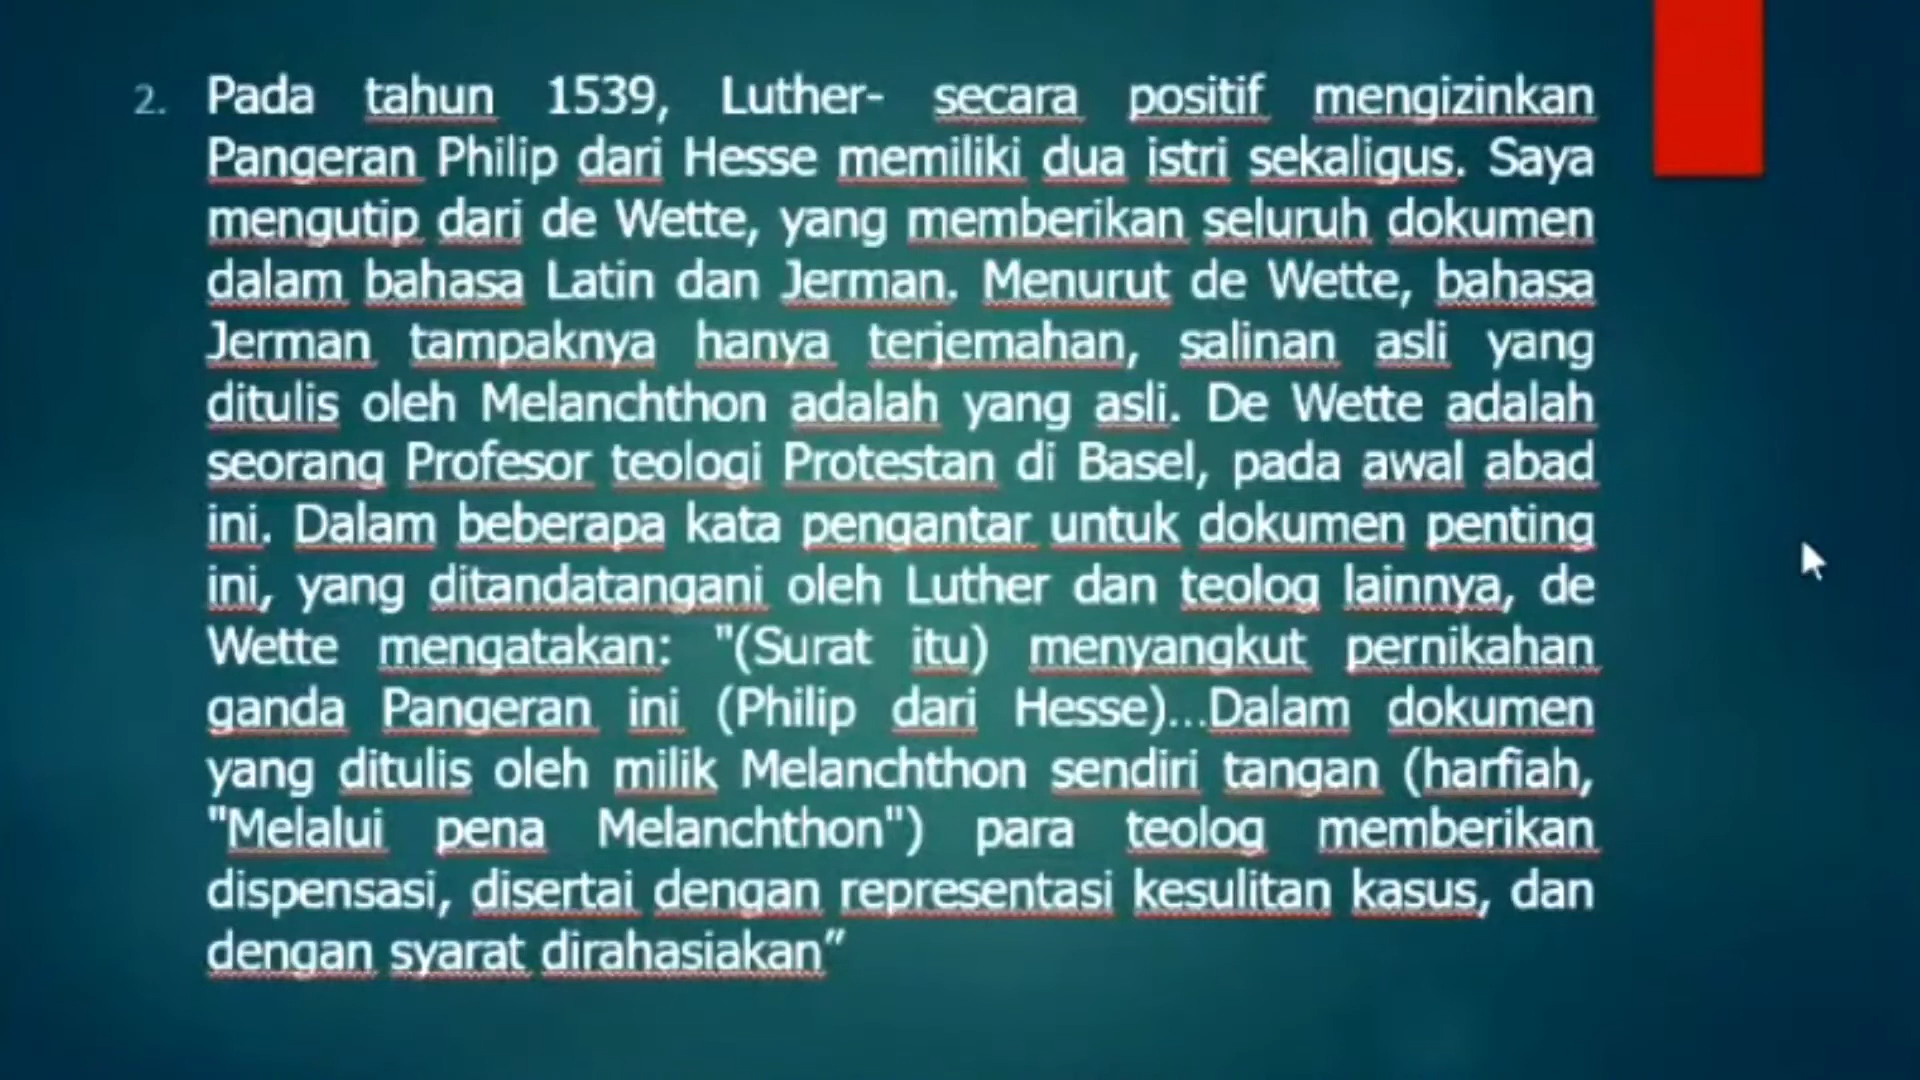 2. Pada tahun 1539, Luther- secara positif mengizinkan
Pangeran Philip dari Hesse memiliki dua istri sekaligus. Saya
mengutip dari de Wette, yang memberikan seluruh dokumen
dalam bahasa Latin dan Jerman. Menurut de Wette, bahasa
Jerman tampaknya hanya terjemahan, salinan asli yang
ditulis oleh Melanchthon adalah yang asli. De Wette adalah
seorang Profesor teologi Protestan di Basel, pada awal abad
ini. Dalam beberapa kata pengantar untuk dokumen penting
ini, yang ditandatangani oleh Luther dan teolog lainnya, de
Wette mengatakan: "(Surat itu) menyangkut pernikahan
ganda Pangeran ini (Philip dari Hesse)...Dalam dokumen
yang ditulis oleh milik Melanchthon sendiri tangan (harfiah,
"Melalui pena Melanchthon") para teolog memberikan
dispensasi, disertai dengan representasi kesulitan kasus, dan
dengan syarat dirahasiakan”